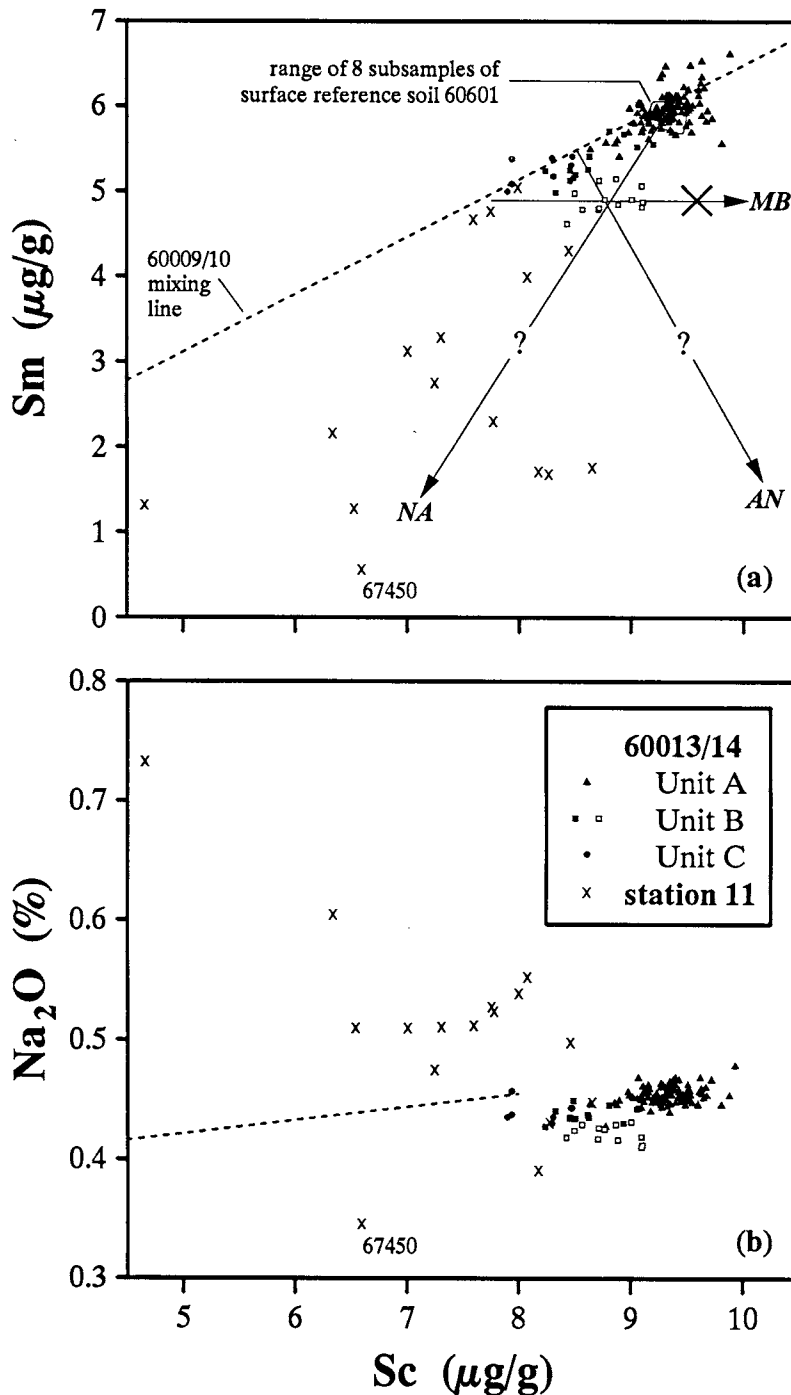 7
6
5
4
3
2
1
0
Sm (μg/g)
range of 8 subsamples of
surface reference soil 60601
60009/10
mixing
line
MB
?
?
NA
AN
67450
(a)
0.8
0.7
0.6
0.5
0.4
0.3
Na₂O (%)
60013/14
Unit A
Unit B
Unit C
station 11
67450
(b)
5 6 7 8 9 10
Sc (μg/g)